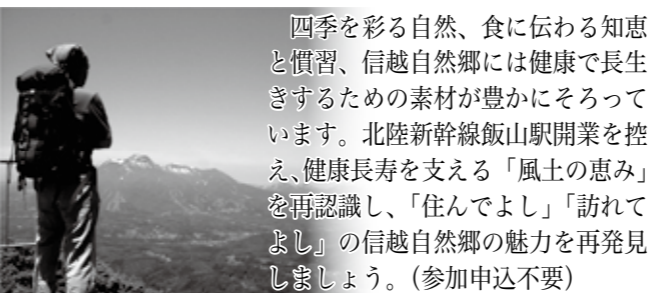 四季を彩る自然、食に伝わる知恵
と慣習、信越自然郷には健康で長生
きするための素材が豊かにそろって
います。北陸新幹線飯山駅開業を控
え、健康長寿を支える「風土の恵み」
を再認識し、「住んでよし」「訪れて
よし」の信越自然郷の魅力を再発見
しましょう。（参加申込不要）